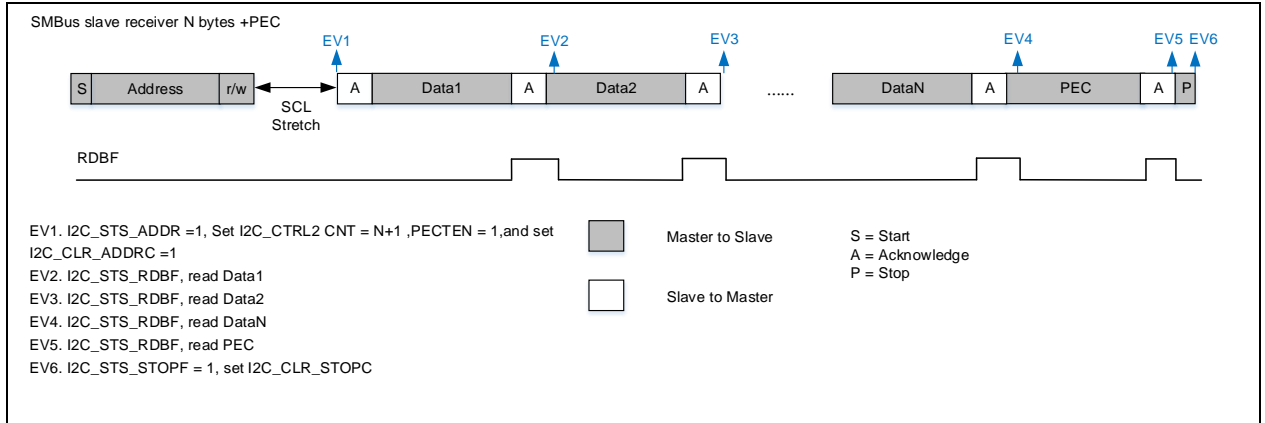 SMBus slave receiver N bytes +PEC
EV1 EV2 EV3 EV4 EV5 EV6
S Address r/w A Data1 A Data2 A ...... DataN A PEC A P
SCL
Stretch
RDBF
EV1. I2C_STS_ADDR =1, Set I2C_CTRL2 CNT = N+1 ,PECTEN = 1,and set
I2C_CLR_ADDRC =1
EV2. I2C_STS_RDBF, read Data1
EV3. I2C_STS_RDBF, read Data2
EV4. I2C_STS_RDBF, read DataN
EV5. I2C_STS_RDBF, read PEC
EV6. I2C_STS_STOPF = 1, set I2C_CLR_STOPC
Master to Slave
Slave to Master
S = Start
A = Acknowledge
P = Stop